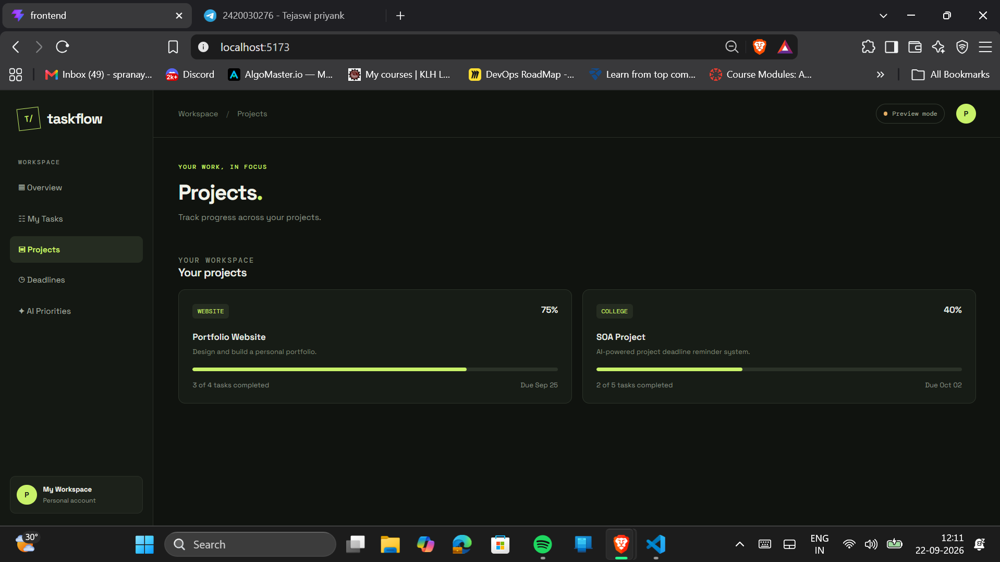 frontend
2420030276 - Tejaswi priyank
localhost:5173
Inbox (49) - spranay...
2k+
Discord
AlgoMaster.io — M...
My courses | KLH L...
DevOps RoadMap -...
Learn from top com...
Course Modules: A...
All Bookmarks
T/ taskflow
Workspace / Projects
Preview mode
P
WORKSPACE
Overview
My Tasks
Projects
Deadlines
AI Priorities
YOUR WORK, IN FOCUS
Projects.
Track progress across your projects.
YOUR WORKSPACE
Your projects
WEBSITE
75%
Portfolio Website
Design and build a personal portfolio.
3 of 4 tasks completed
Due Sep 25
COLLEGE
40%
SOA Project
AI-powered project deadline reminder system.
2 of 5 tasks completed
Due Oct 02
P
My Workspace
Personal account
30°
Search
ENG
IN
12:11
22-09-2026